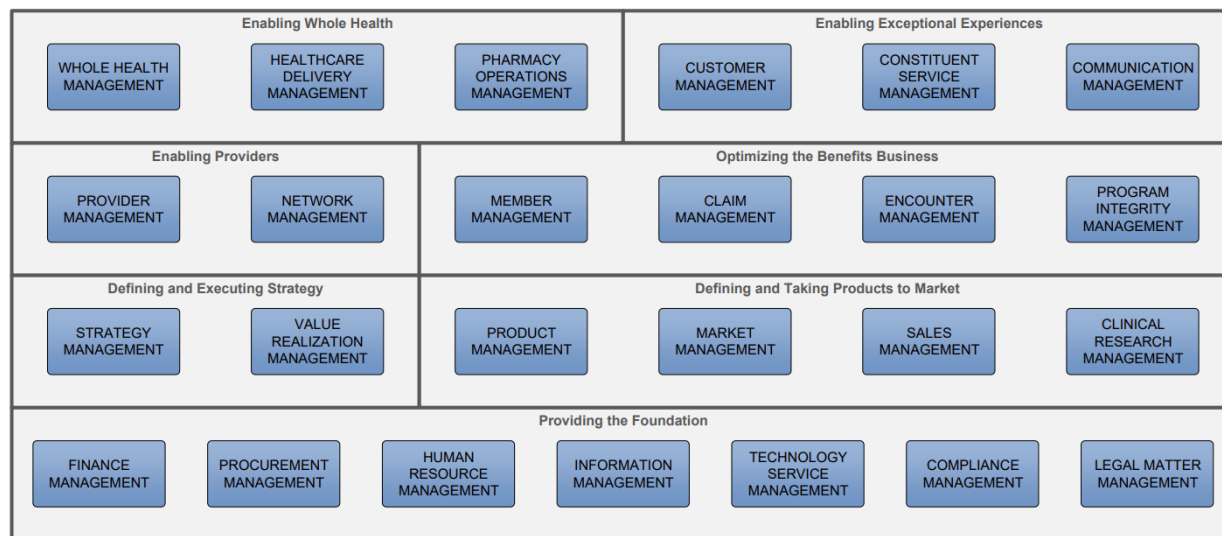 Enabling Whole Health
WHOLE HEALTH
MANAGEMENT
HEALTHCARE
DELIVERY
MANAGEMENT
PHARMACY
OPERATIONS
MANAGEMENT
Enabling Exceptional Experiences
CUSTOMER
MANAGEMENT
CONSTITUENT
SERVICE
MANAGEMENT
COMMUNICATION
MANAGEMENT
Enabling Providers
PROVIDER
MANAGEMENT
NETWORK
MANAGEMENT
Optimizing the Benefits Business
MEMBER
MANAGEMENT
CLAIM
MANAGEMENT
ENCOUNTER
MANAGEMENT
PROGRAM
INTEGRITY
MANAGEMENT
Defining and Executing Strategy
STRATEGY
MANAGEMENT
VALUE
REALIZATION
MANAGEMENT
Defining and Taking Products to Market
PRODUCT
MANAGEMENT
MARKET
MANAGEMENT
SALES
MANAGEMENT
CLINICAL
RESEARCH
MANAGEMENT
Providing the Foundation
FINANCE
MANAGEMENT
PROCUREMENT
MANAGEMENT
HUMAN
RESOURCE
MANAGEMENT
INFORMATION
MANAGEMENT
TECHNOLOGY
SERVICE
MANAGEMENT
COMPLIANCE
MANAGEMENT
LEGAL MATTER
MANAGEMENT